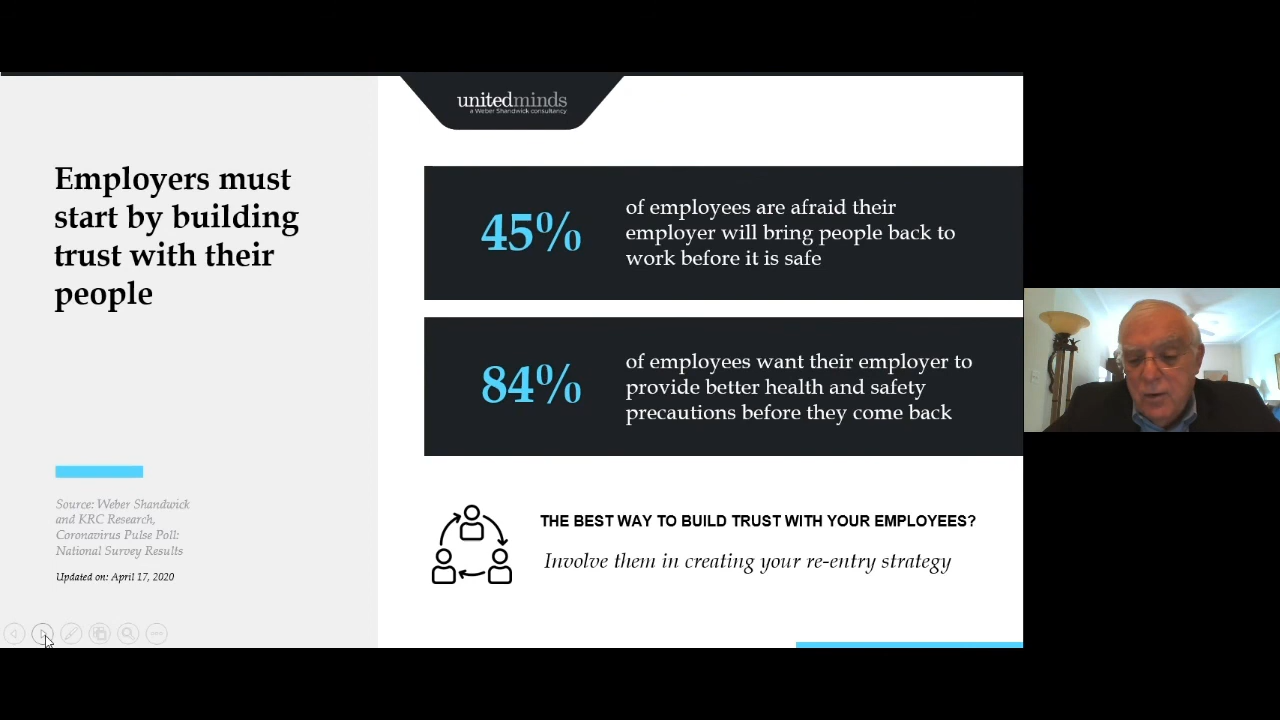 unitedminds
a Weber Shandwick consultancy
Employers must
start by building
trust with their
people
45%
of employees are afraid their
employer will bring people back to
work before it is safe
84%
of employees want their employer to
provide better health and safety
precautions before they come back
Source: Weber Shandwick
and KRC Research,
Coronavirus Pulse Poll:
National Survey Results
Updated on: April 17, 2020
THE BEST WAY TO BUILD TRUST WITH YOUR EMPLOYEES?
Involve them in creating your re-entry strategy